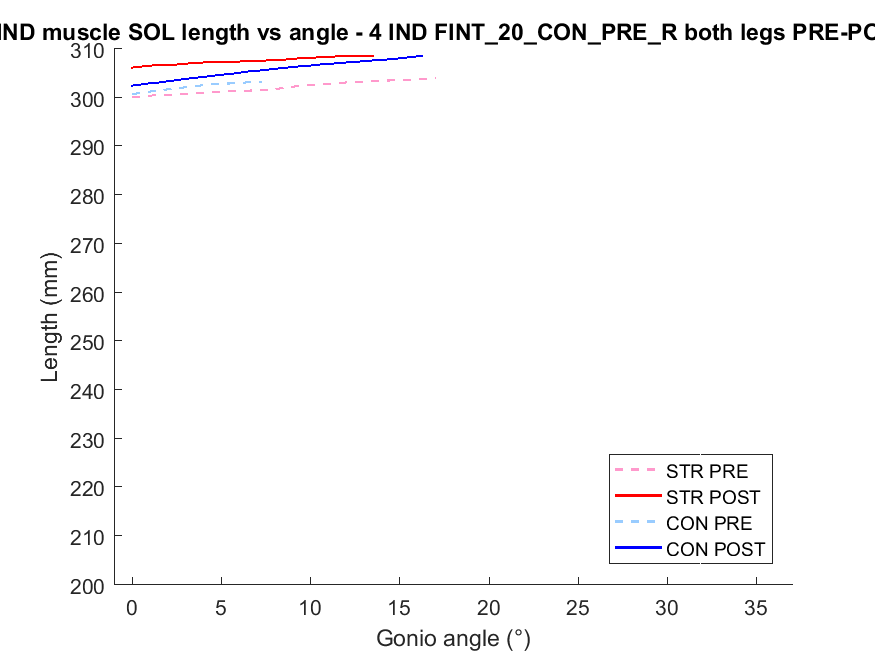 IND muscle SOL length vs angle - 4 IND FINT_20_CON_PRE_R both legs PRE-PO
310
300
290
280
270
260
250
240
230
220
210
200
Length (mm)
0 5 10 15 20 25 30 35
Gonio angle (°)
STR PRE
STR POST
CON PRE
CON POST